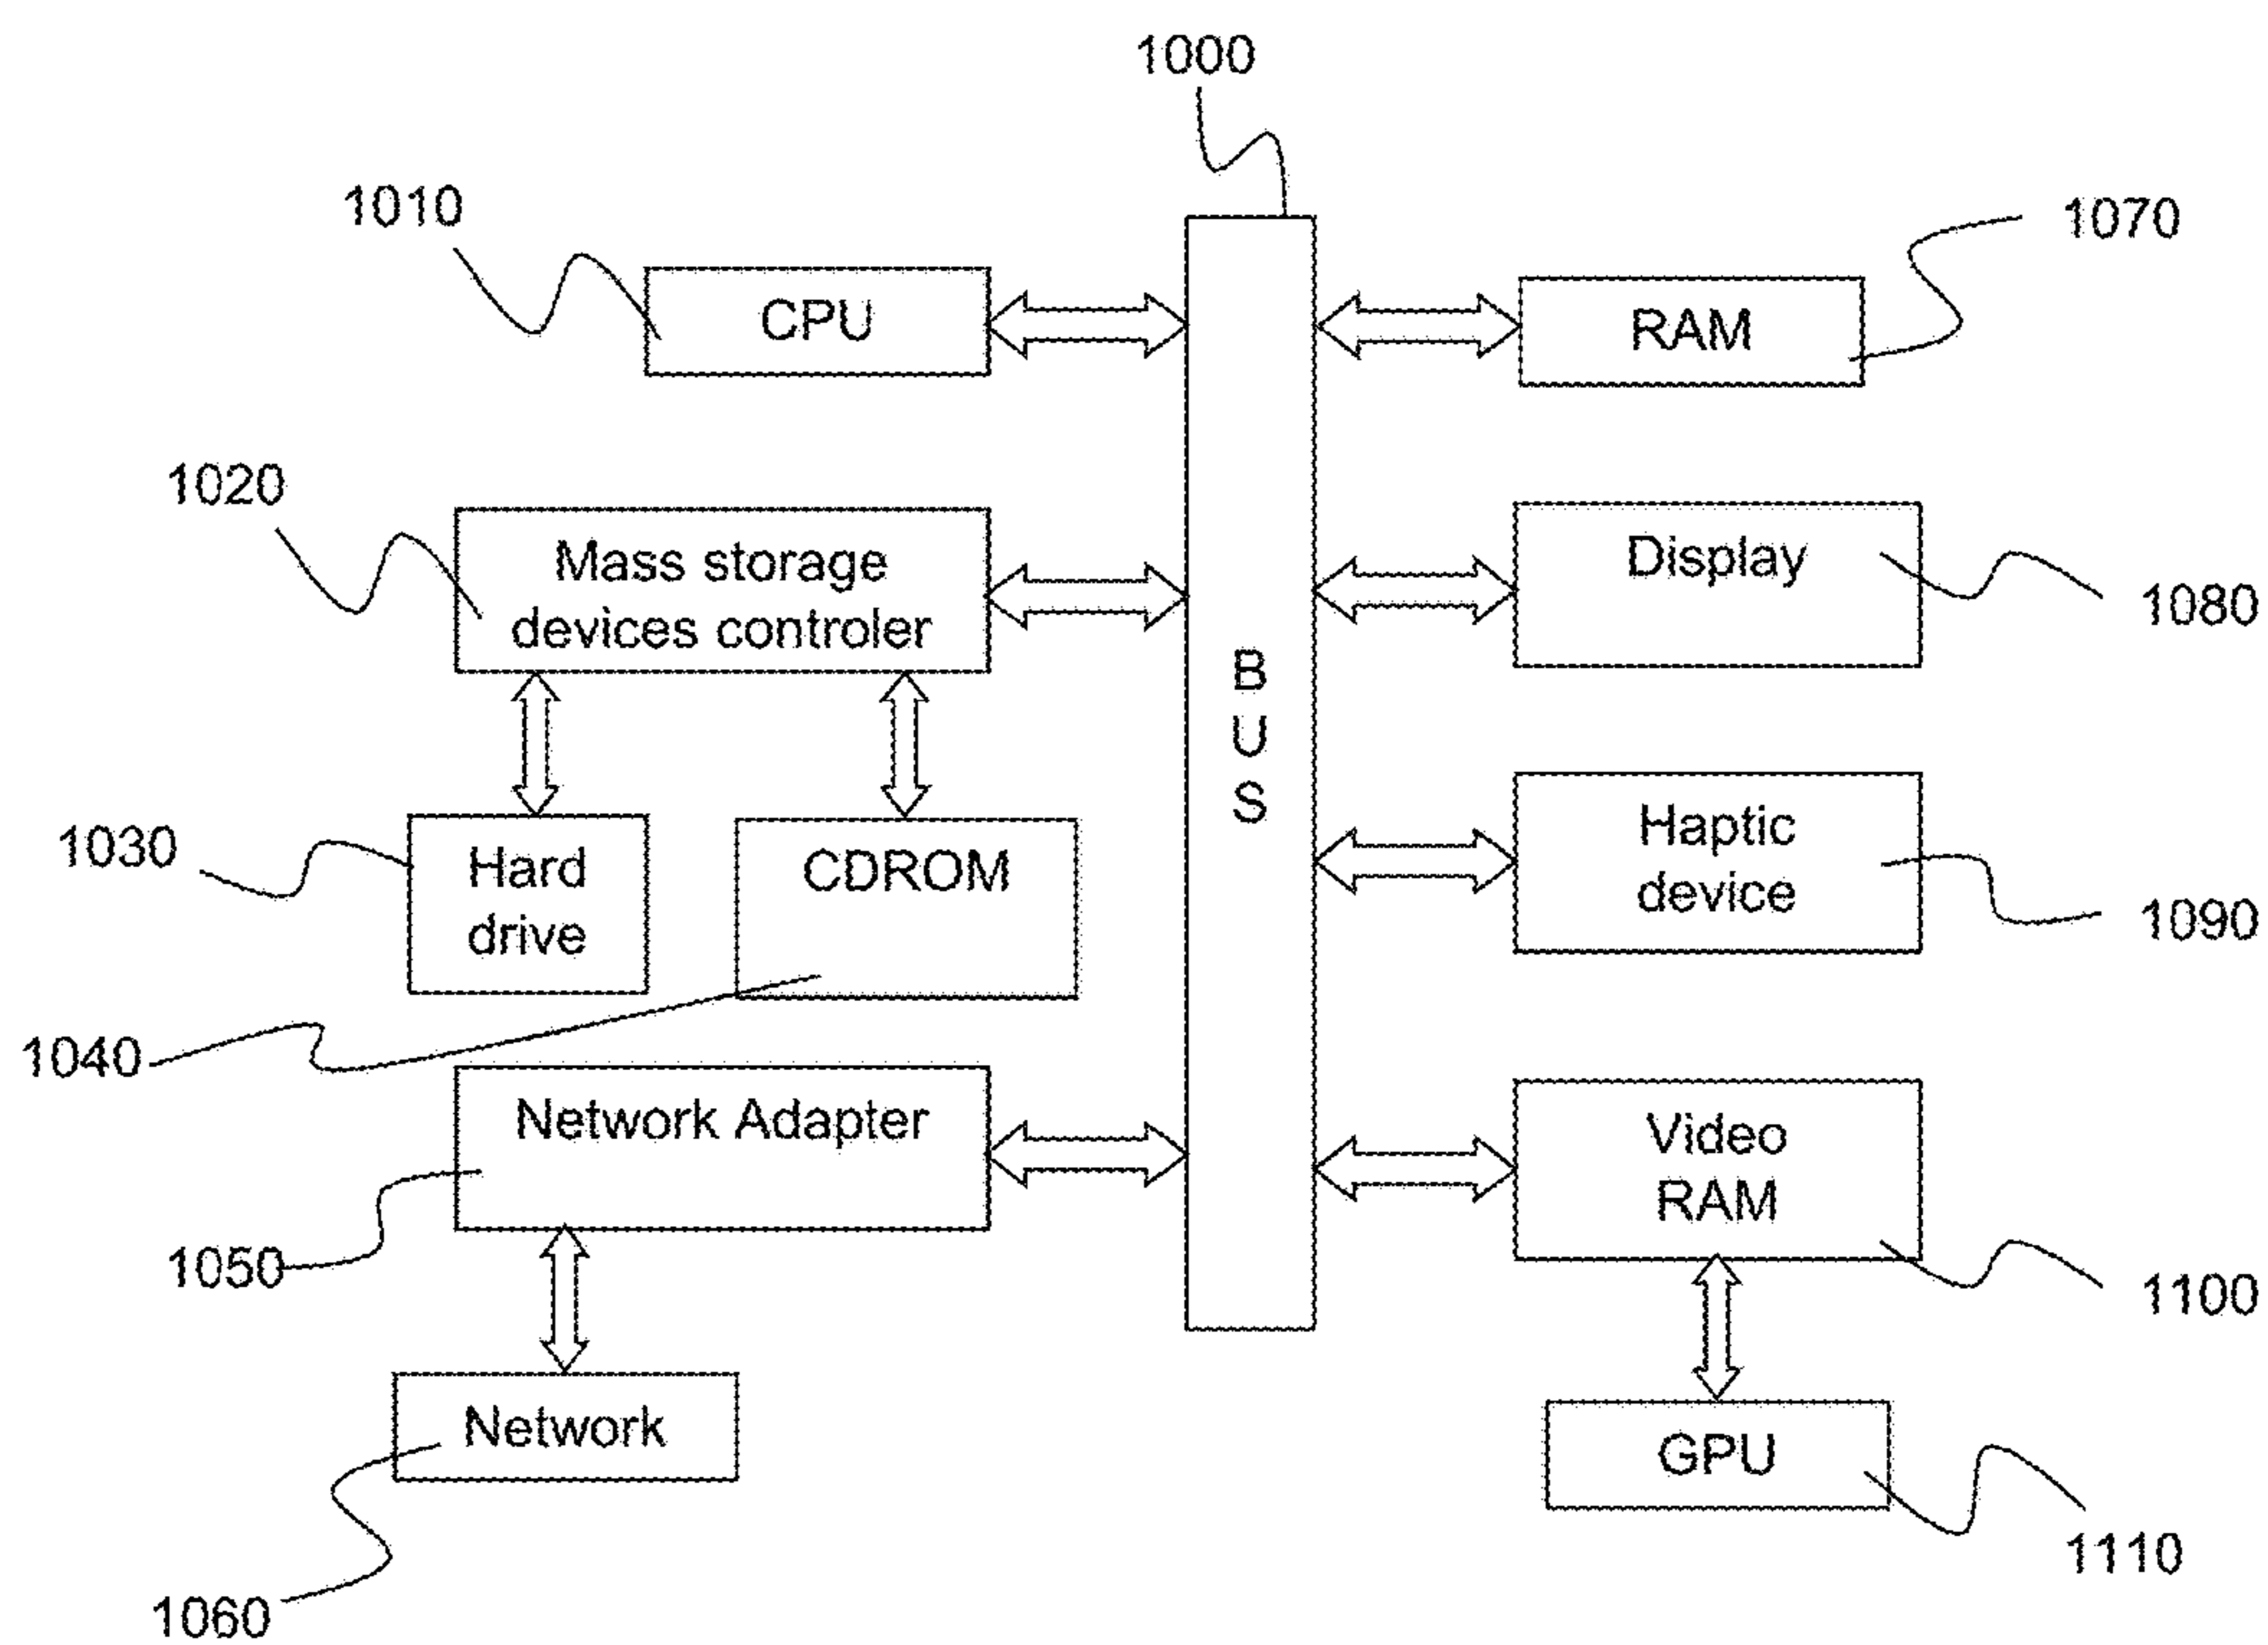 1000
1010
CPU
1070
RAM
1020
Mass storage
devices controler
Display
1080
B
U
S
1030
Hard
drive
CDROM
Haptic
device
1090
1040
Network Adapter
1050
Video
RAM
1100
Network
1060
GPU
1110